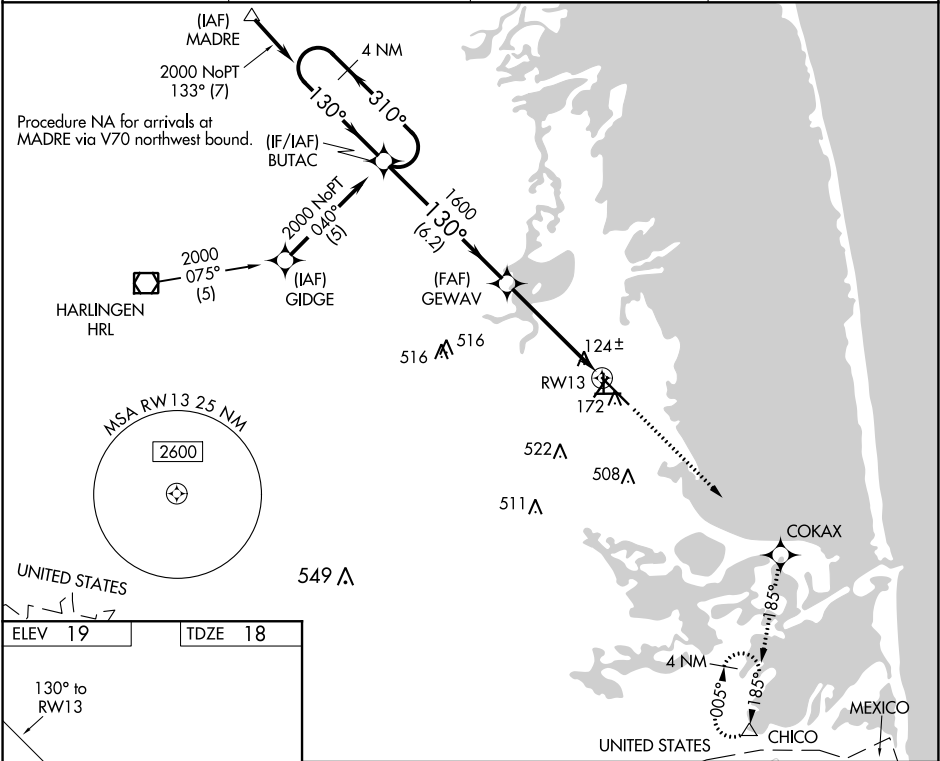 (IAF)
MADRE
2000 NoPT
133° (7)
4 NM
130°
310°
Procedure NA for arrivals at
MADRE via V70 northwest bound.
(IF/IAF)
BUTAC
2000 NoPT
040°
(5)
1600
130°
(6.2)
2000
075°
(5)
(IAF)
GIDGE
HARLINGEN
HRL
(FAF)
GEWAV
516
516
124±
RW13
172
MSA RW13 25 NM
2600
522
508
511
549
COKAX
185°
UNITED STATES
ELEV 19
TDZE 18
130° to
RW13
4 NM
005°
185°
CHICO
MEXICO
UNITED STATES